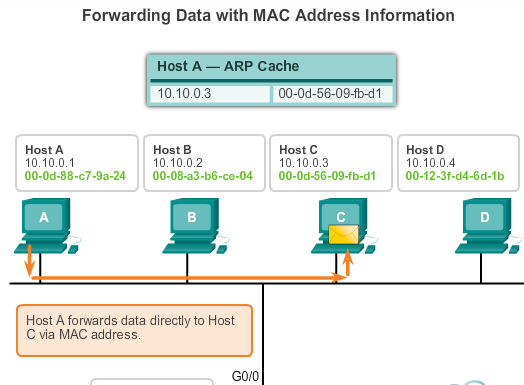 Forwarding Data with MAC Address Information
Host A — ARP Cache
10.10.0.3 00-0d-56-09-fb-d1
Host A
10.10.0.1
00-0d-88-c7-9a-24
Host B
10.10.0.2
00-08-a3-b6-ce-04
Host C
10.10.0.3
00-0d-56-09-fb-d1
Host D
10.10.0.4
00-12-3f-d4-6d-1b
A
B
C
D
Host A forwards data directly to Host
C via MAC address.
G0/0